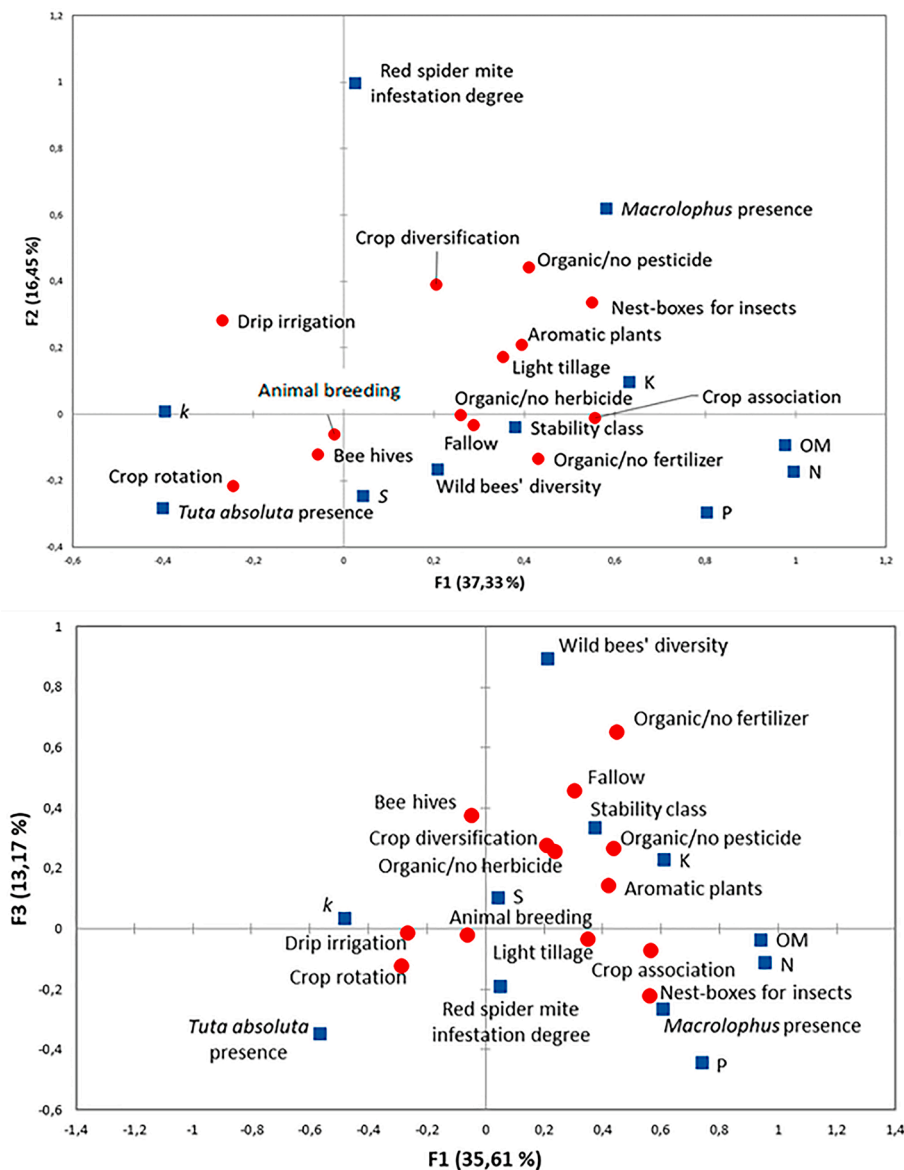 1,2
Red spider mite
infestation degree
1
0,8
0,6
Macrolophus presence
Crop diversification
Organic/no pesticide
0,4
Nest-boxes for insects
Drip irrigation
Aromatic plants
0,2
Light tillage
Animal breeding
K
Organic/no herbicide
Crop association
k
0
Stability class
Fallow
Bee hives
OM
Organic/no fertilizer
Crop rotation
N
-0,2
Wild bees' diversity
S
Tuta absoluta presence
P
-0,4
-0,6
-0,4
-0,2
0
0,2
0,4
0,6
0,8
1
1,2
F1 (37,33 %)
F2 (16,45 %)
1
Wild bees' diversity
0,8
Organic/no fertilizer
0,6
Fallow
Bee hives
Stability class
0,4
Crop diversification
Organic/no pesticide
Organic/no herbicide
K
0,2
Aromatic plants
S
k
Animal breeding
0
Drip irrigation
Light tillage
OM
Crop association
N
Crop rotation
Nest-boxes for insects
-0,2
Red spider mite
infestation degree
Macrolophus presence
Tuta absoluta
presence
P
-0,4
-0,6
-1,4
-1,2
-1
-0,8
-0,6
-0,4
-0,2
0
0,2
0,4
0,6
0,8
1
1,2
1,4
F1 (35,61 %)
F3 (13,17 %)